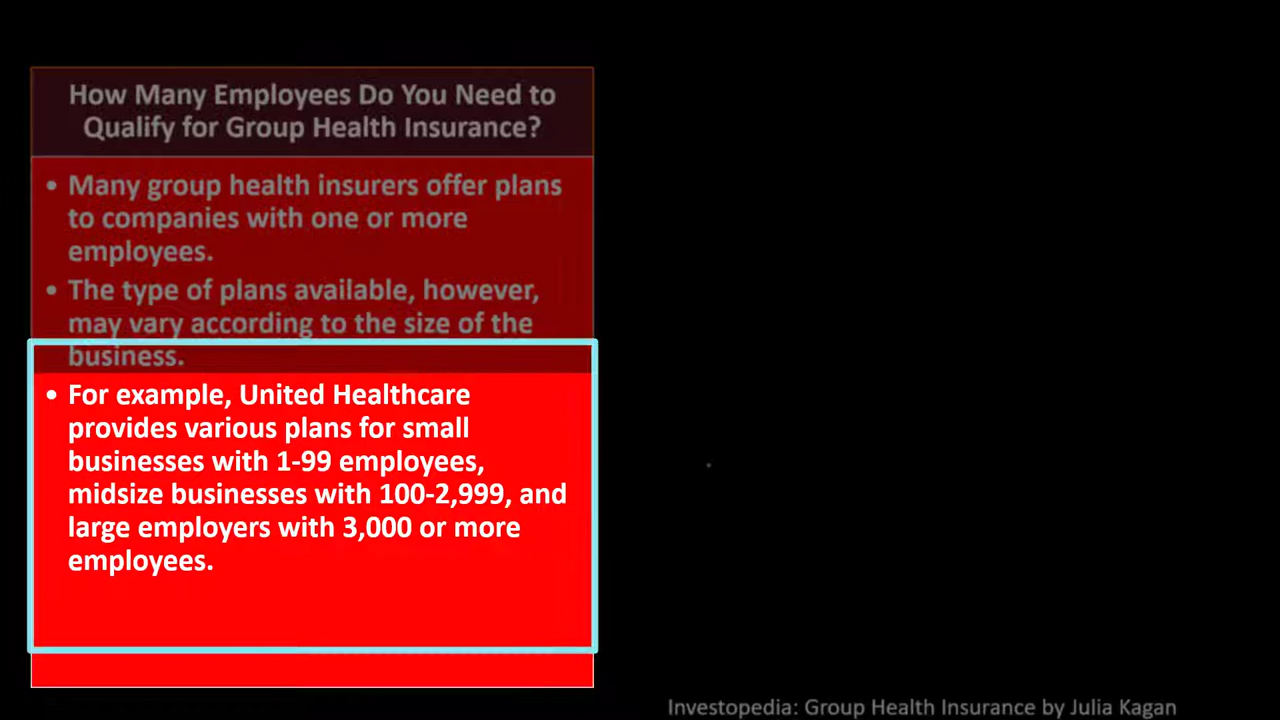 How Many Employees Do You Need to
Qualify for Group Health Insurance?
• Many group health insurers offer plans
to companies with one or more
employees.
• The type of plans available, however,
may vary according to the size of the
business.
• For example, United Healthcare
provides various plans for small
businesses with 1-99 employees,
midsize businesses with 100-2,999, and
large employers with 3,000 or more
employees.
Investopedia: Group Health Insurance by Julia Kagan